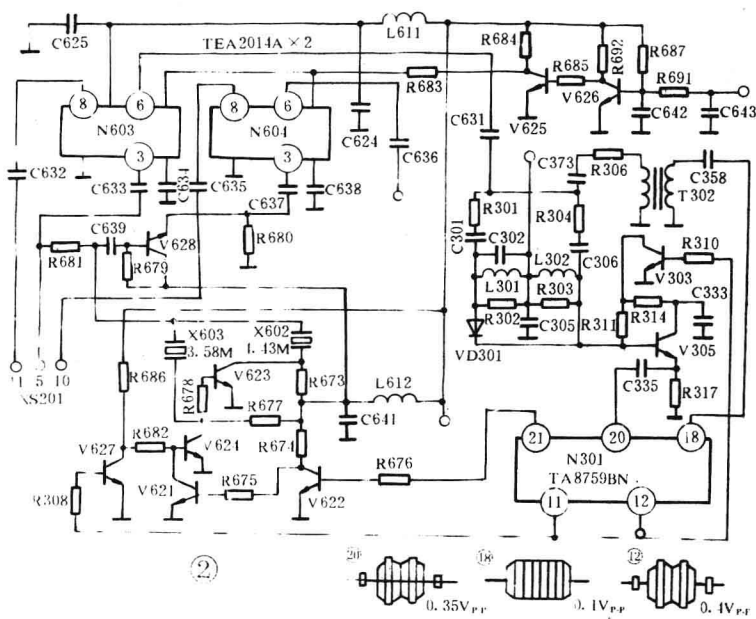 C625
L611
TEA2014A×2
R684
R685
R692
R687
R691
R683
V625
V626
C642
C643
8
6
N603
3
8
6
N604
3
C624
C631
C636
C632
C633
C634
C635
C637
C638
C639
R681
V628
R679
R680
C373
R306
T302
C358
R301
C301
C302
R304
C306
L301
L302
R302
R303
C305
VD301
R311
V303
R310
R314
C333
V305
C335
R317
11
5
10
XS201
R686
X603
3.58M
X602
4.43M
V623
R678
R673
R677
L612
C641
R674
V627
R682
V624
V621
R675
V622
R676
R308
21
20
18
N301
TA8759BN
11
12
②
⑳
0.35VP-P
⑱
0.1VP-P
⑫
0.4VP-P